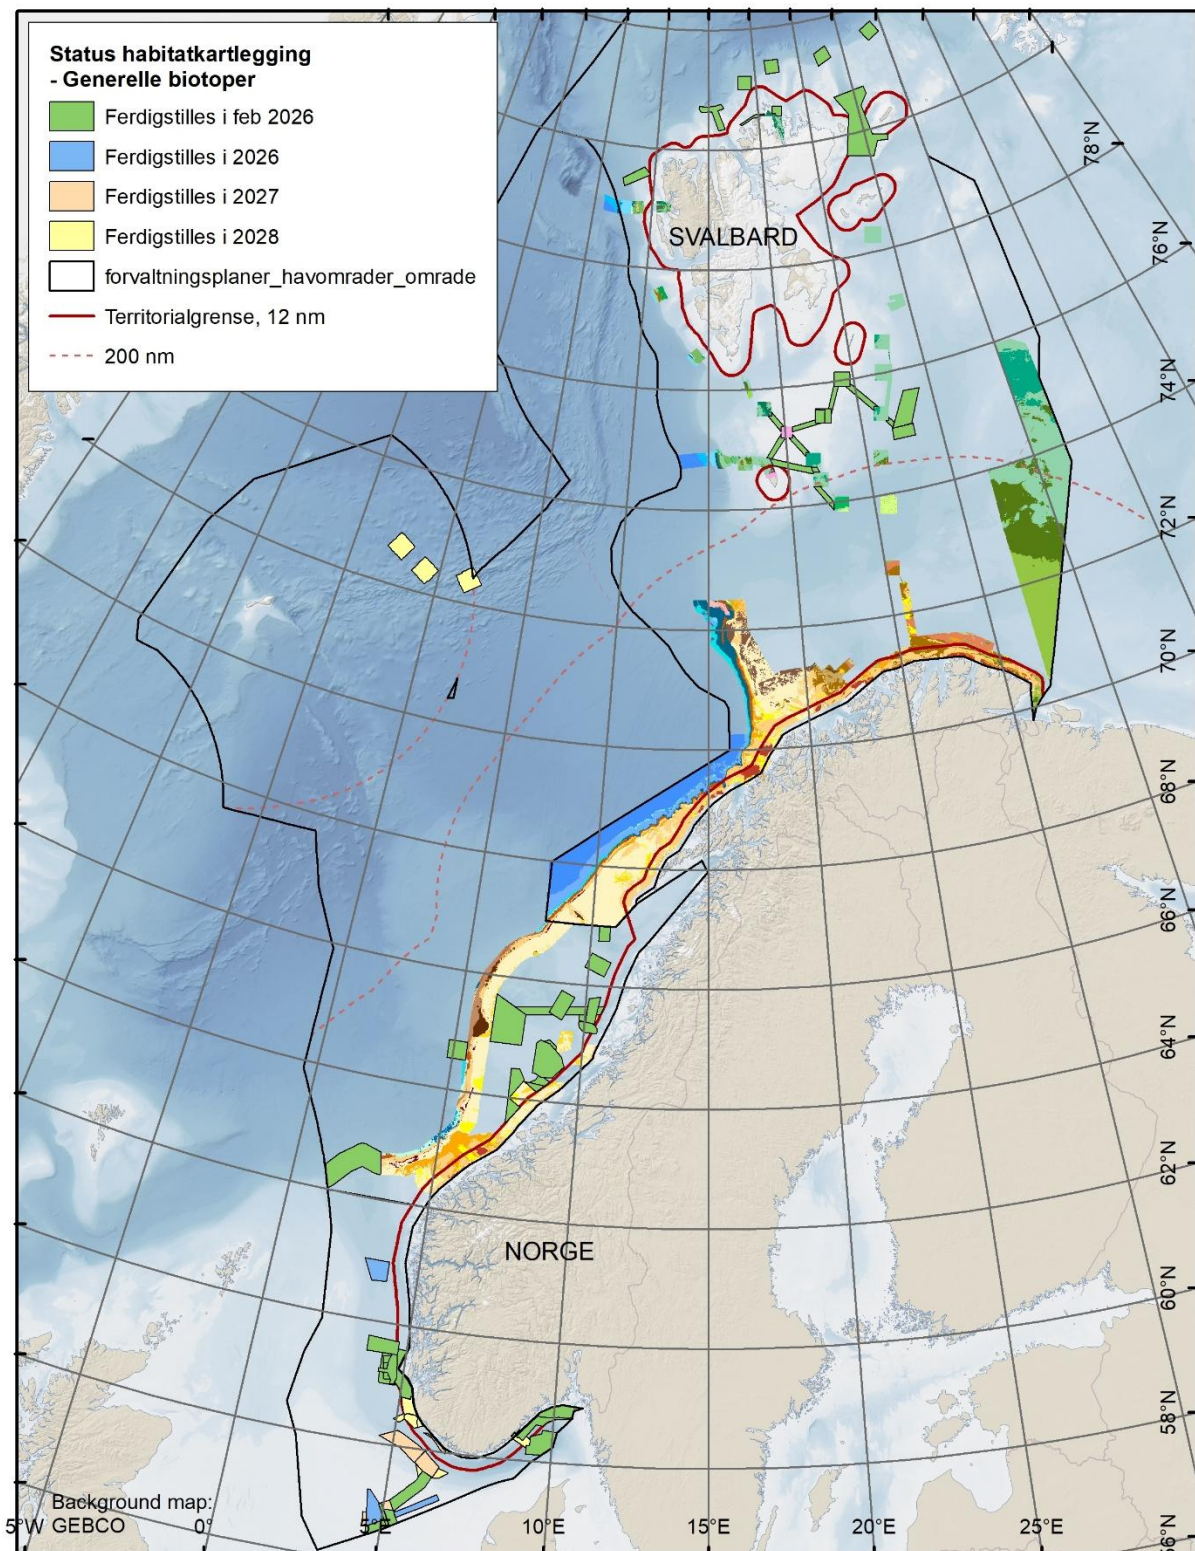 Status habitatkartlegging
- Generelle biotoper
Ferdigstilles i feb 2026
Ferdigstilles i 2026
Ferdigstilles i 2027
Ferdigstilles i 2028
forvaltningsplaner_havomrader_omrade
Territorialgrense, 12 nm
200 nm
SVALBARD
78°N
76°N
74°N
72°N
70°N
68°N
66°N
64°N
62°N
NORGE
60°N
58°N
56°N
Background map:
GEBCO
5°W
0°
5°E
10°E
15°E
20°E
25°E